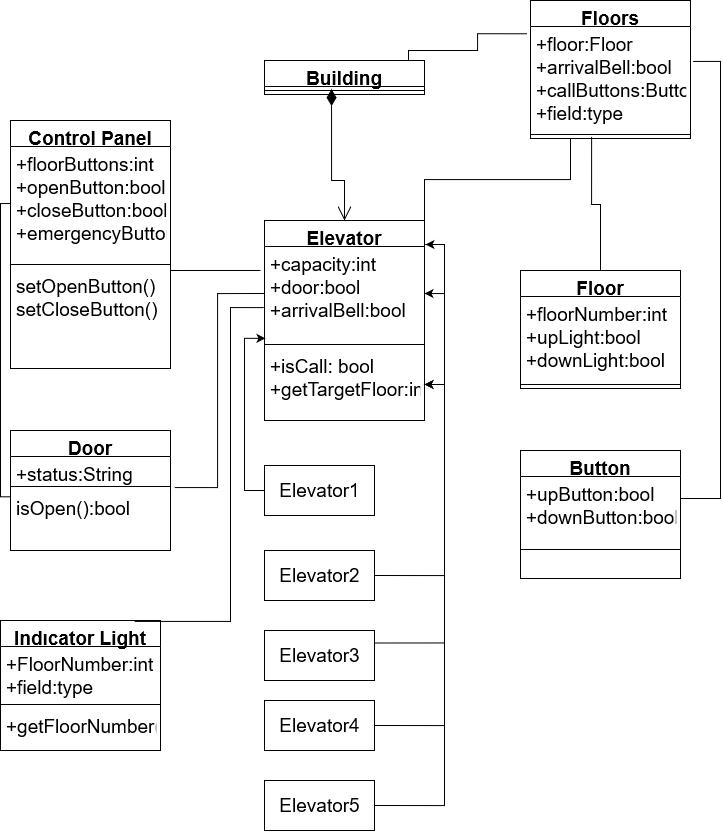 Floors
+floor:Floor
+arrivalBell:bool
+callButtons:Buttc
+field:type
Building
Control Panel
+floorButtons:int
+openButton:bool
+closeButton:bool
+emergencyButto
setOpenButton()
setCloseButton()
Elevator
+capacity:int
+door:bool
+arrivalBell:bool
+isCall: bool
+getTargetFloor:in
Floor
+floorNumber:int
+upLight:bool
+downLight:bool
Door
+status:String
isOpen():bool
Button
+upButton:bool
+downButton:bool
Elevator1
Elevator2
Indicator Light
+FloorNumber:int
+field:type
+getFloorNumber(
Elevator3
Elevator4
Elevator5